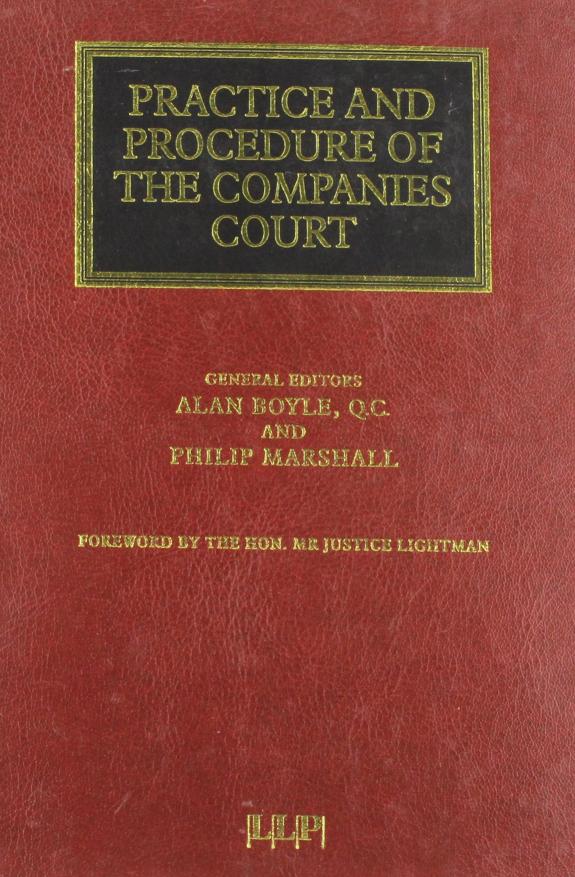 PRACTICE AND
PROCEDURE OF
THE COMPANIES
COURT
GENERAL EDITORS
ALAN BOYLE, Q.C.
AND
PHILIP MARSHALL
FOREWORD BY THE HON. MR JUSTICE LIGHTMAN
LLP